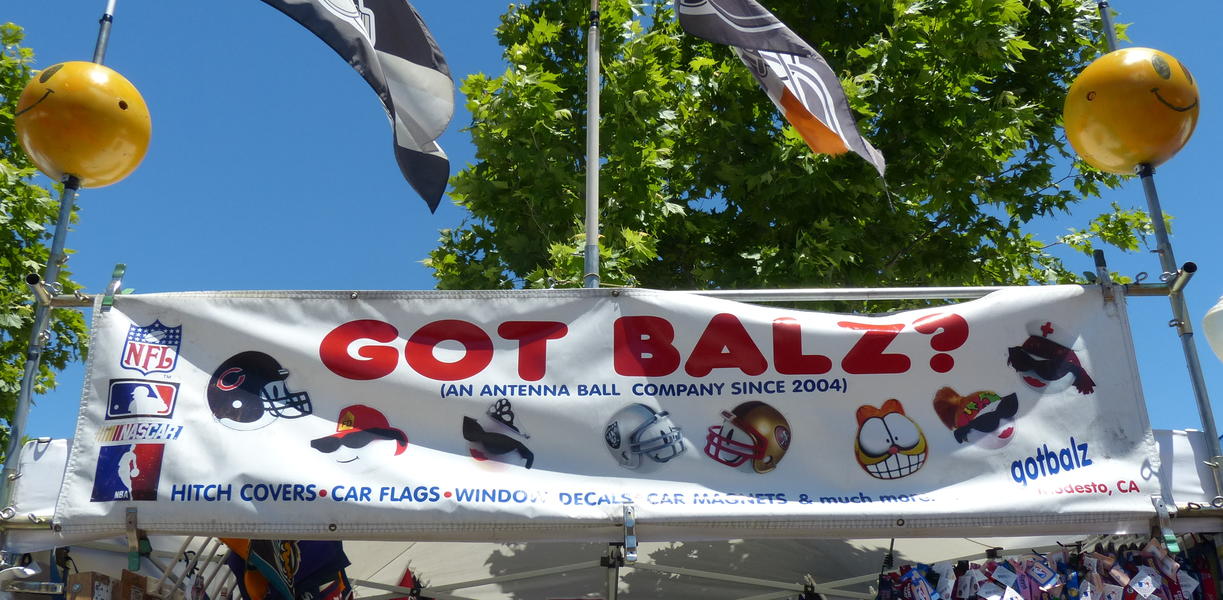 GOT BALZ?
(AN ANTENNA BALL COMPANY SINCE 2004)
NFL
NASCAR
NBA
HITCH COVERS • CAR FLAGS • WINDOW DECALS CAR MAGNETS & much more.
gotbalz
Modesto, CA